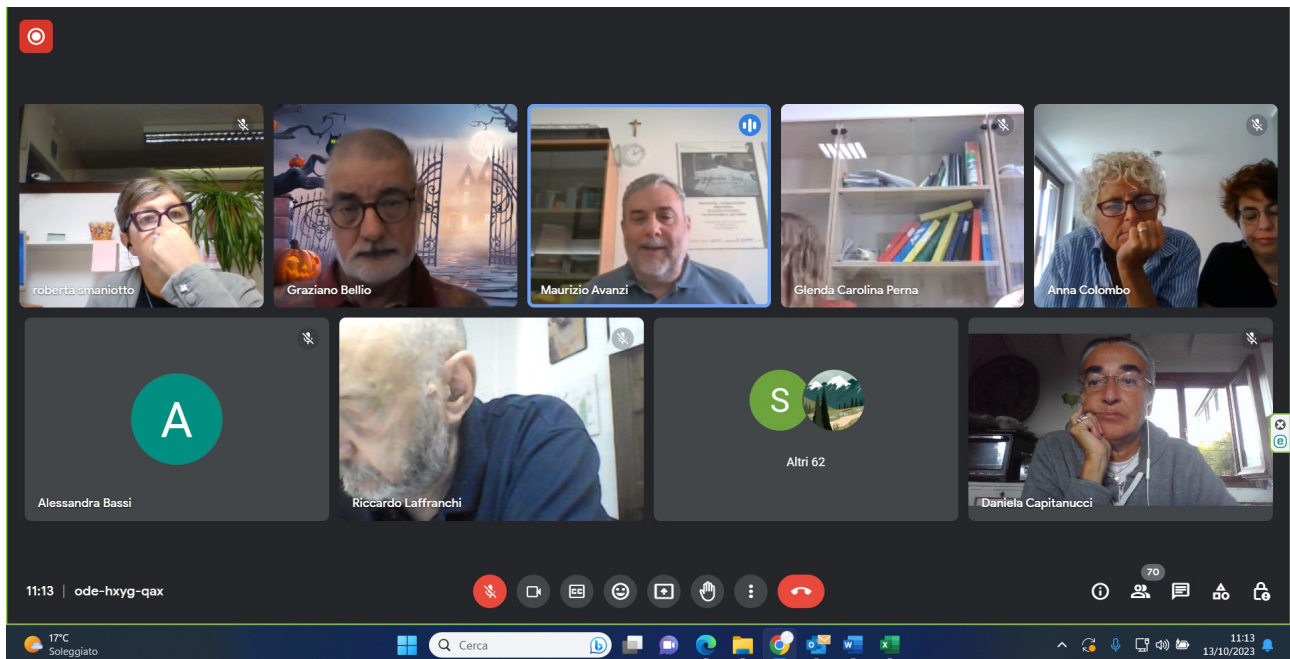 roberta smaniotto
Graziano Bellio
Maurizio Avanzi
Glenda Carolina Perna
Anna Colombo
A
Alessandra Bassi
Riccardo Laffranchi
S
Altri 62
Daniela Capitanucci
11:13 | ode-hxyg-qax
CC
70
17°C
Soleggiato
Cerca
11:13
13/10/2023